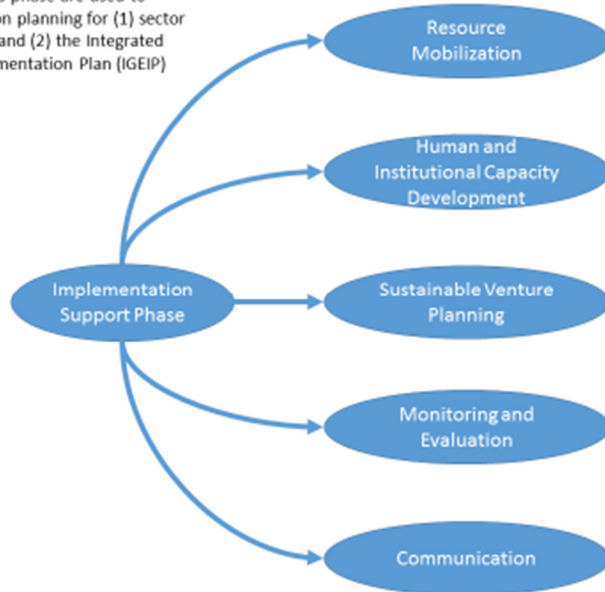 phase are used to
on planning for (1) sector
and (2) the Integrated
mentation Plan (IGEIP)
Resource
Mobilization
Human and
Institutional Capacity
Development
Implementation
Support Phase
Sustainable Venture
Planning
Monitoring and
Evaluation
Communication